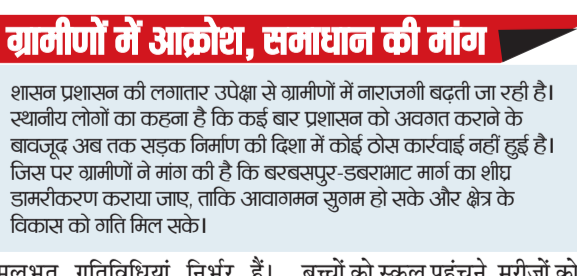 ग्रामीणों में आक्रोश, समाधान की मांग
शासन प्रशासन की लगातार उपेक्षा से ग्रामीणों में नाराजगी बढ़ती जा रही है।
स्थानीय लोगों का कहना है कि कई बार प्रशासन को अवगत कराने के
बावजूद अब तक सड़क निर्माण की दिशा में कोई ठोस कार्रवाई नहीं हुई है।
जिस पर ग्रामीणों ने मांग की है कि बरबसपुर-डबराभाट मार्ग का शीघ्र
डामरीकरण कराया जाए, ताकि आवागमन सुगम हो सके और क्षेत्र के
विकास को गति मिल सके।
गतिविधियां निर्भर हैं। बच्चों को स्कूल पहुंचने, मरीजों को